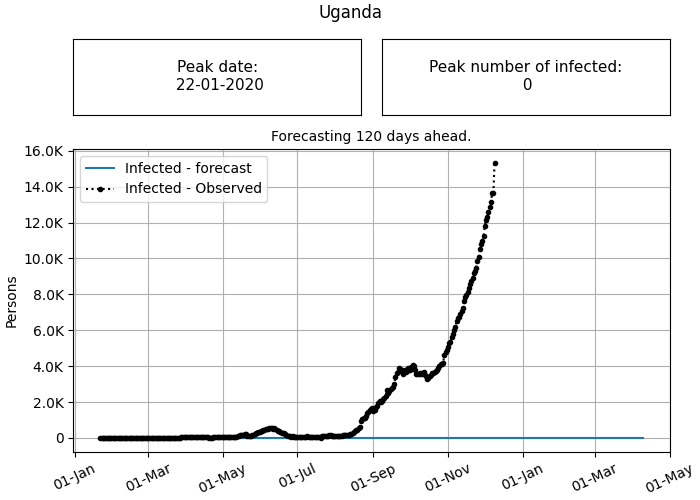 Uganda
Peak date:
22-01-2020
Peak number of infected:
0
Forecasting 120 days ahead.
Infected - forecast
Infected - Observed
Persons
16.0K
14.0K
12.0K
10.0K
8.0K
6.0K
4.0K
2.0K
0
01-Jan
01-Mar
01-May
01-Jul
01-Sep
01-Nov
01-Jan
01-Mar
01-May